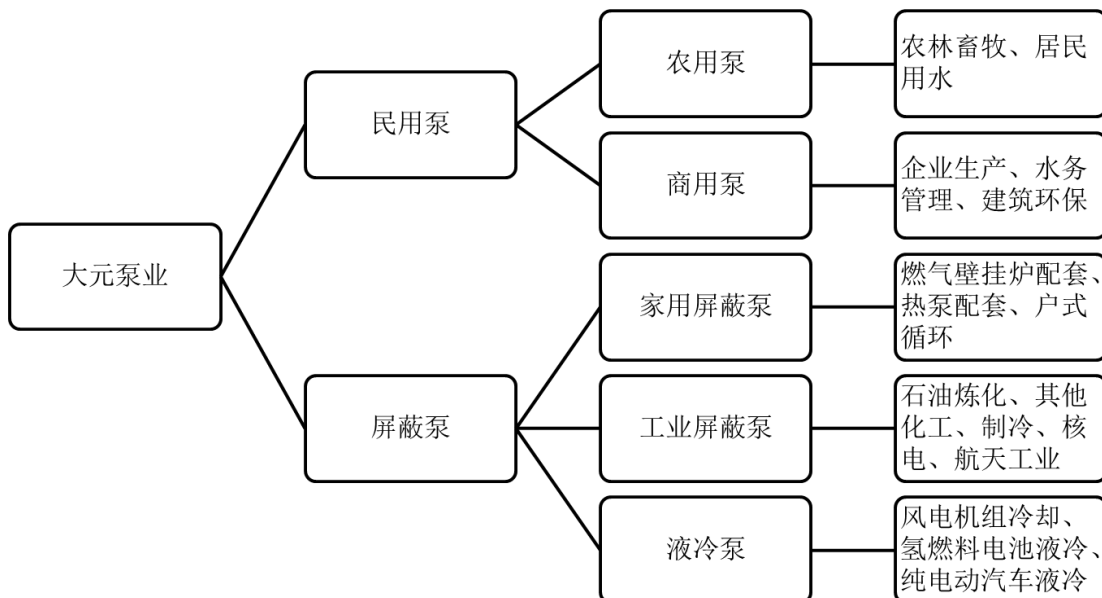 大元泵业
民用泵
农用泵
农林畜牧、居民
用水
商用泵
企业生产、水务
管理、建筑环保
屏蔽泵
家用屏蔽泵
燃气壁挂炉配套、
热泵配套、户式
循环
工业屏蔽泵
石油炼化、其他
化工、制冷、核
电、航天工业
液冷泵
风电机组冷却、
氢燃料电池液冷、
纯电动汽车液冷